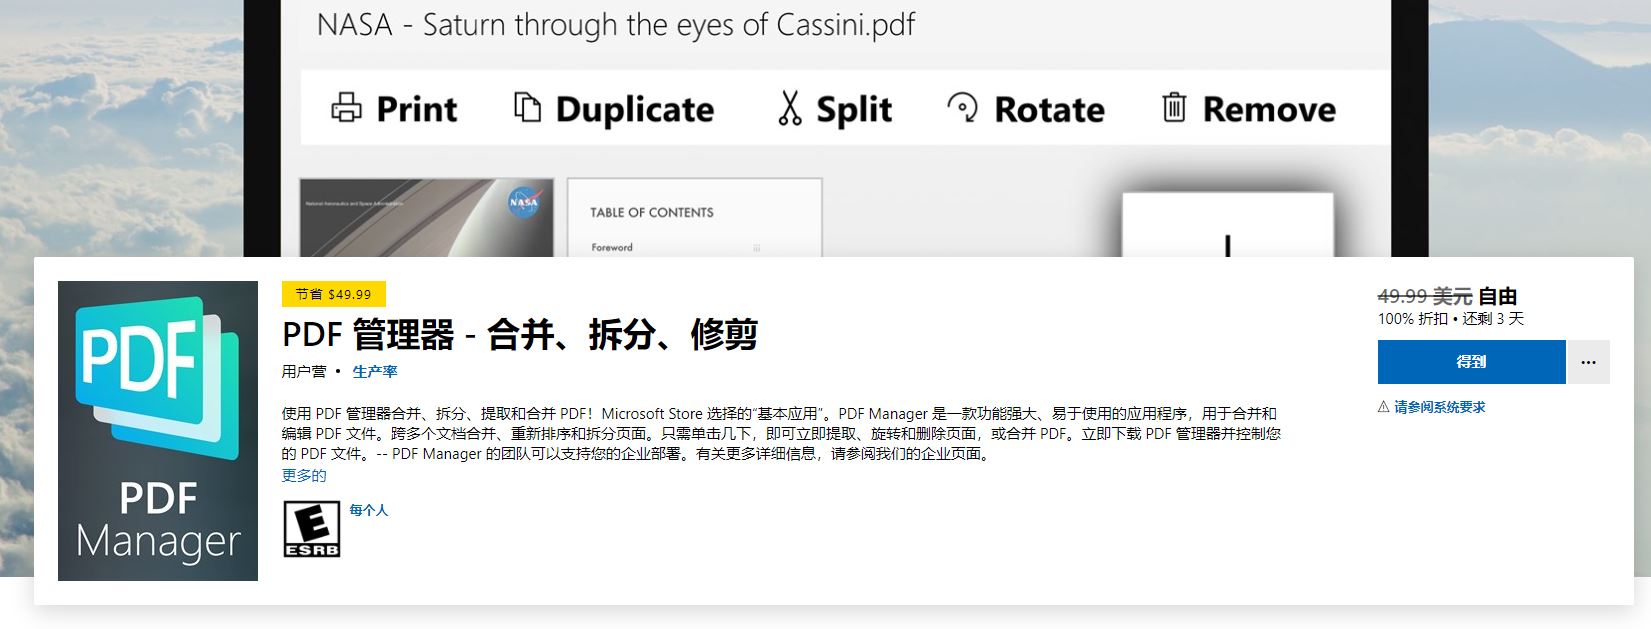 NASA - Saturn through the eyes of Cassini.pdf
Print Duplicate Split Rotate Remove
National Aeronautics and Space Administration
NASA
TABLE OF CONTENTS
Foreword iii
PDF
PDF
Manager
节省 $49.99
PDF 管理器 - 合并、拆分、修剪
用户营 • 生产率
使用 PDF 管理器合并、拆分、提取和合并 PDF！Microsoft Store 选择的“基本应用”。PDF Manager 是一款功能强大、易于使用的应用程序，用于合并和
编辑 PDF 文件。跨多个文档合并、重新排序和拆分页面。只需单击几下，即可立即提取、旋转和删除页面，或合并 PDF。立即下载 PDF 管理器并控制您
的 PDF 文件。-- PDF Manager 的团队可以支持您的企业部署。有关更多详细信息，请参阅我们的企业页面。
更多的
E
ESRB
每个人
49.99 美元 自由
100% 折扣 • 还剩 3 天
得到 ...
请参阅系统要求